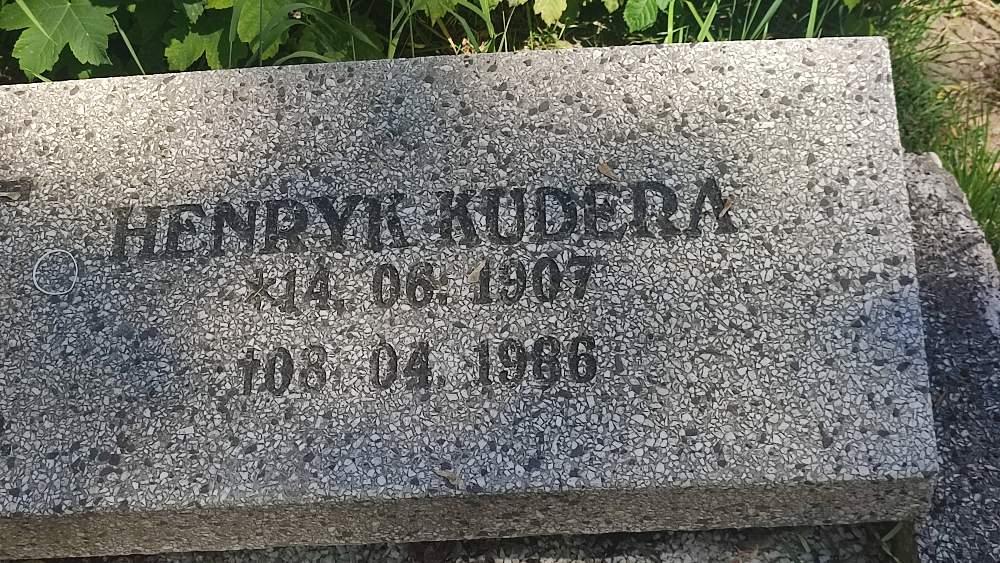 HENRYK KUDERA
*14. 06. 1907
†08. 04. 1986